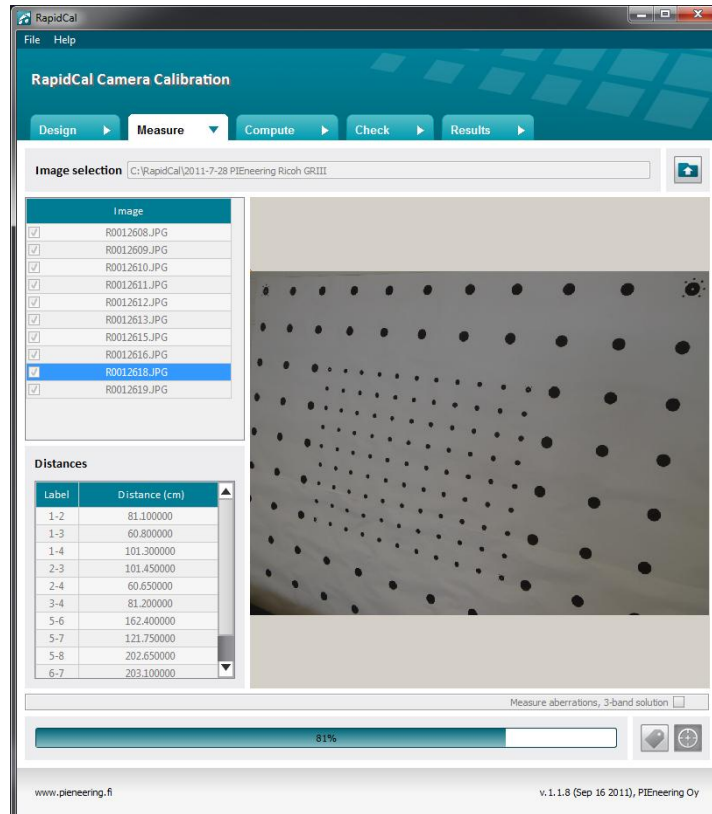 RapidCal
File Help
RapidCal Camera Calibration
Design Measure Compute Check Results
Image selection C:\RapidCal\2011-7-28 PIEneering Ricoh GRIII
Image
R0012608.JPG
R0012609.JPG
R0012610.JPG
R0012611.JPG
R0012612.JPG
R0012613.JPG
R0012615.JPG
R0012616.JPG
R0012618.JPG
R0012619.JPG
Distances
Label Distance (cm)
1-2 81.100000
1-3 60.800000
1-4 101.300000
2-3 101.450000
2-4 60.650000
3-4 81.200000
5-6 162.400000
5-7 121.750000
5-8 202.650000
6-7 203.100000
Measure aberrations, 3-band solution
81%
www.pieneering.fi
v.1.1.8 (Sep 16 2011), PIEneering Oy